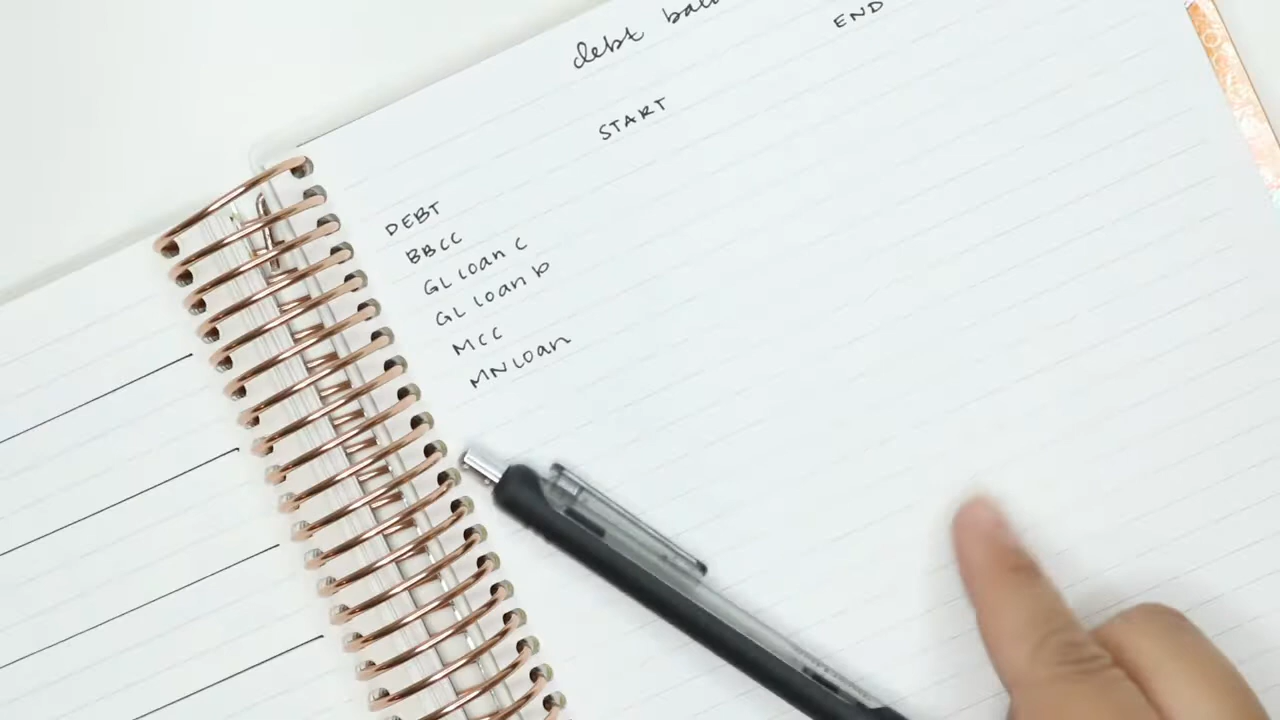 debt
START END
DEBT
BBCC
GL Loan C
GL Loan D
MCC
MN Loan